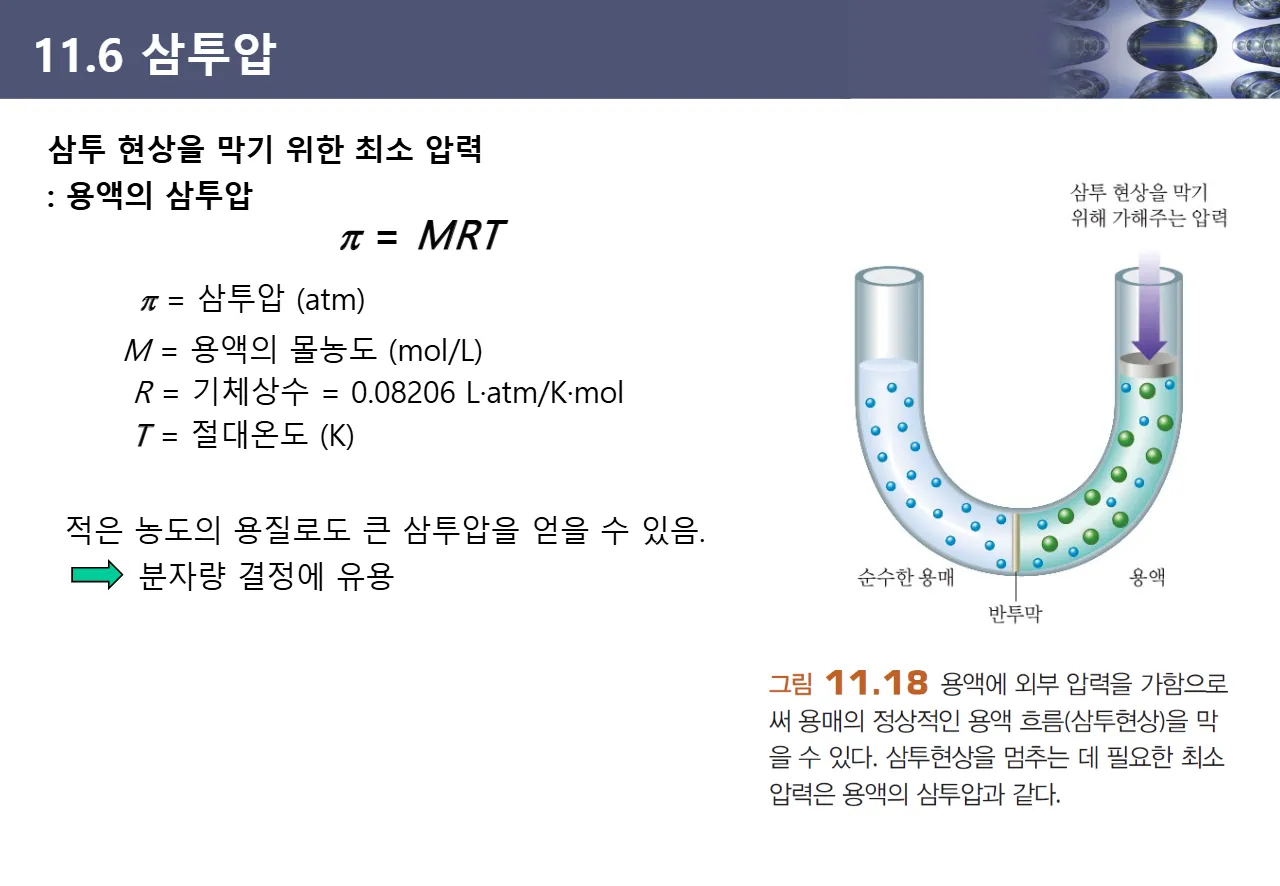 11.6 삼투압
삼투 현상을 막기 위한 최소 압력
: 용액의 삼투압
π = MRT
π = 삼투압 (atm)
M = 용액의 몰농도 (mol/L)
R = 기체상수 = 0.08206 L·atm/K·mol
T = 절대온도 (K)
적은 농도의 용질로도 큰 삼투압을 얻을 수 있음.
분자량 결정에 유용
삼투 현상을 막기
위해 가해주는 압력
순수한 용매
용액
반투막
그림 11.18 용액에 외부 압력을 가함으로
써 용매의 정상적인 용액 흐름(삼투현상)을 막
을 수 있다. 삼투현상을 멈추는 데 필요한 최소
압력은 용액의 삼투압과 같다.